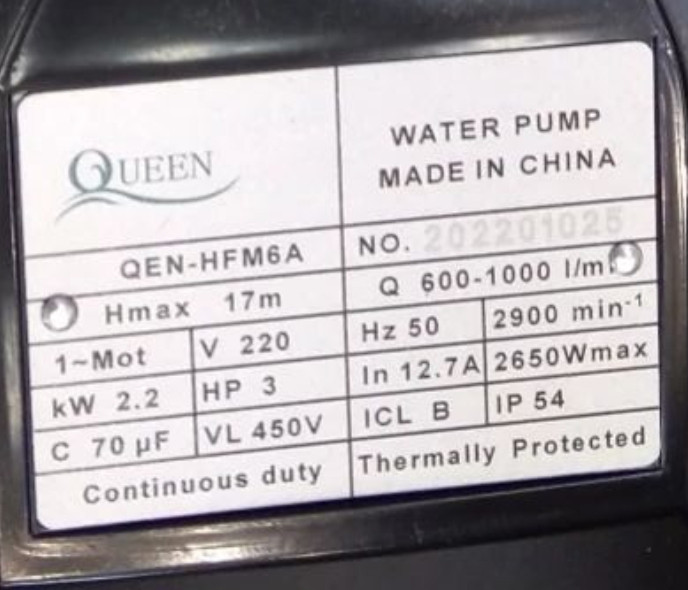 QUEEN
WATER PUMP
MADE IN CHINA
QEN-HFM6A
NO. 202201025
Hmax 17m
Q 600-1000 l/m
1~Mot
V 220
Hz 50
2900 min⁻¹
kW 2.2
HP 3
In 12.7A
2650Wmax
C 70 µF
VL 450V
ICL B
IP 54
Continuous duty
Thermally Protected